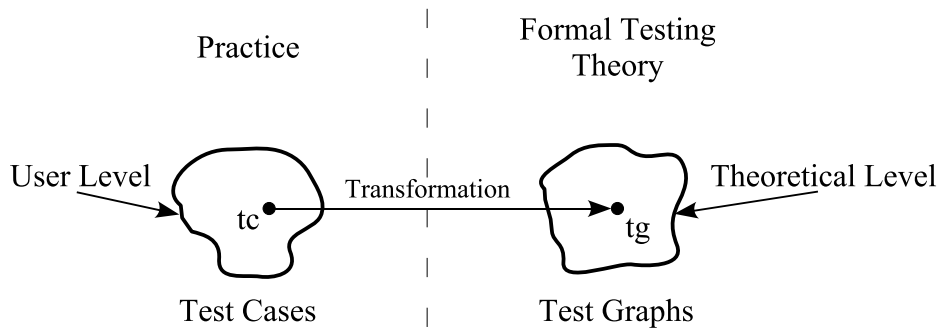 Practice
Formal Testing
Theory
User Level
Transformation
Theoretical Level
tc
tg
Test Cases
Test Graphs